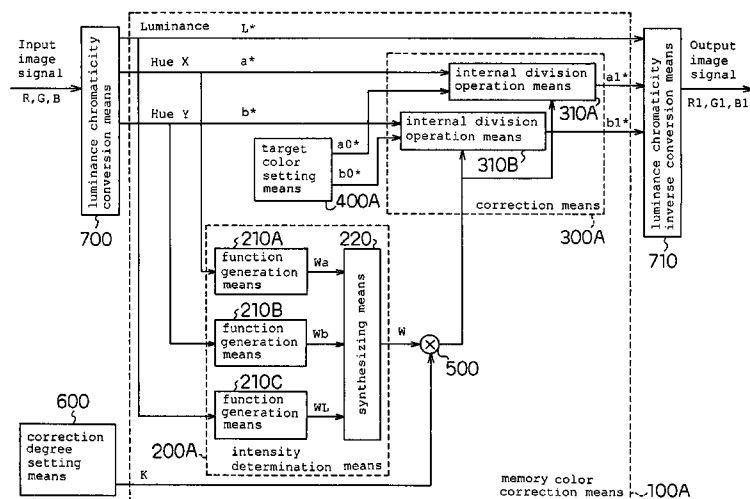 Luminance L*
Input
image
signal
R,G,B
luminance chromaticity
conversion means
700
Hue X a*
Hue Y b*
internal division
operation means
310A
a1*
internal division
operation means
310B
b1*
target
color
setting
means
a0*
b0*
400A
correction means
300A
luminance chromaticity
inverse conversion means
710
Output
image
signal
R1,G1,B1
210A
function
generation
means
Wa
210B
function
generation
means
Wb
210C
function
generation
means
WL
220
synthesizing means
W
500
200A
intensity
determination means
600
correction
degree
setting
means
K
memory color
correction means
100A